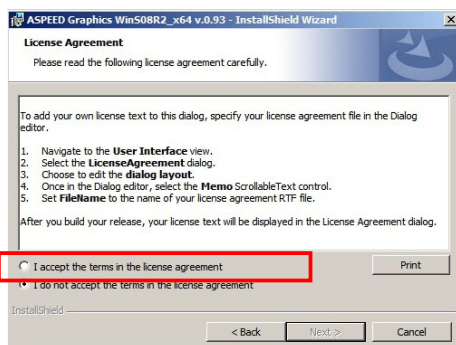 ASPEED Graphics WinS08R2_x64 v.0.93 - InstallShield Wizard
License Agreement
Please read the following license agreement carefully.
To add your own license text to this dialog, specify your license agreement file in the Dialog
editor.
1. Navigate to the User Interface view.
2. Select the LicenseAgreement dialog.
3. Choose to edit the dialog layout.
4. Once in the Dialog editor, select the Memo ScrollableText control.
5. Set FileName to the name of your license agreement RTF file.
After you build your release, your license text will be displayed in the License Agreement dialog.
I accept the terms in the license agreement
Print
I do not accept the terms in the license agreement
InstallShield
< Back Next > Cancel